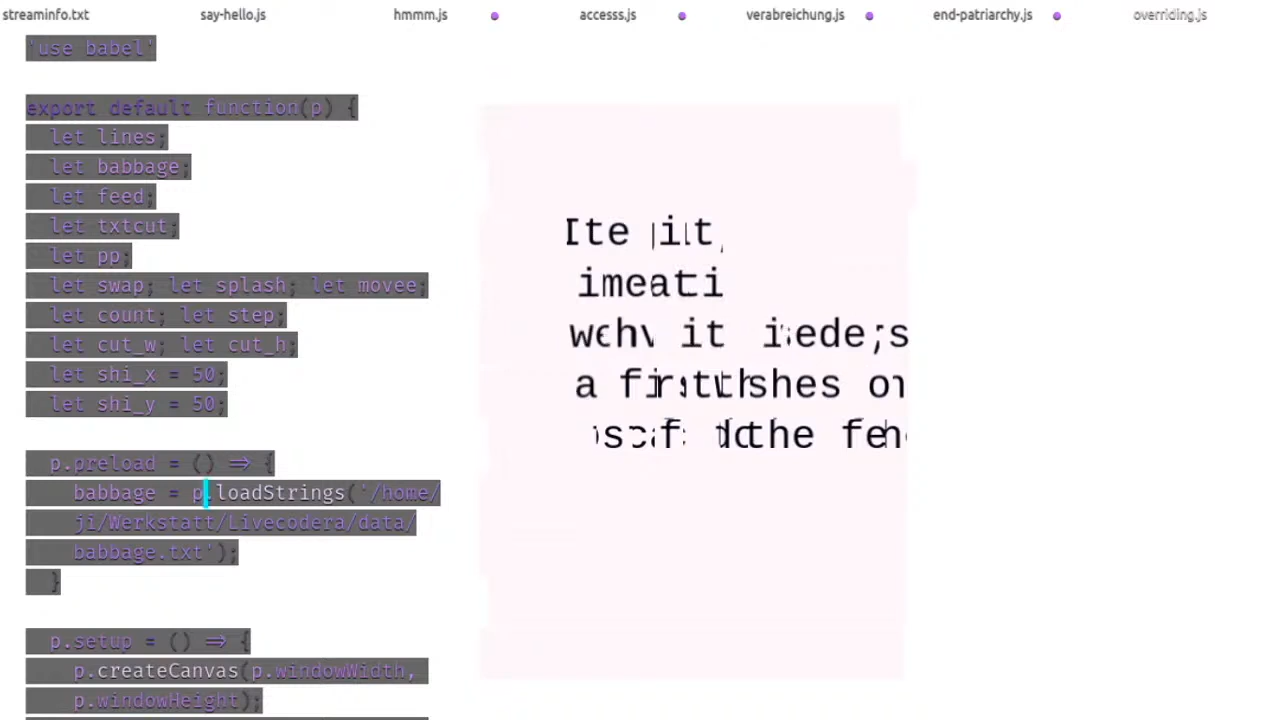 streaminfo.txt say-hello.js hmmm.js accesss.js verabreichung.js end-patriarchy.js overriding.js
'use babel'
export default function(p) {
let lines;
let babbage;
let feed;
let txtcut;
let pp;
let swap; let splash; let movee;
let count; let step;
let cut_w; let cut_h;
let shi_x = 50;
let shi_y = 50;
p.preload = () => {
babbage = p.loadStrings('/home/
ji/Werkstatt/Livecodera/data/
babbage.txt');
}
p.setup = () => {
p.createCanvas(p.windowWidth,
p.windowHeight);
it
a
the